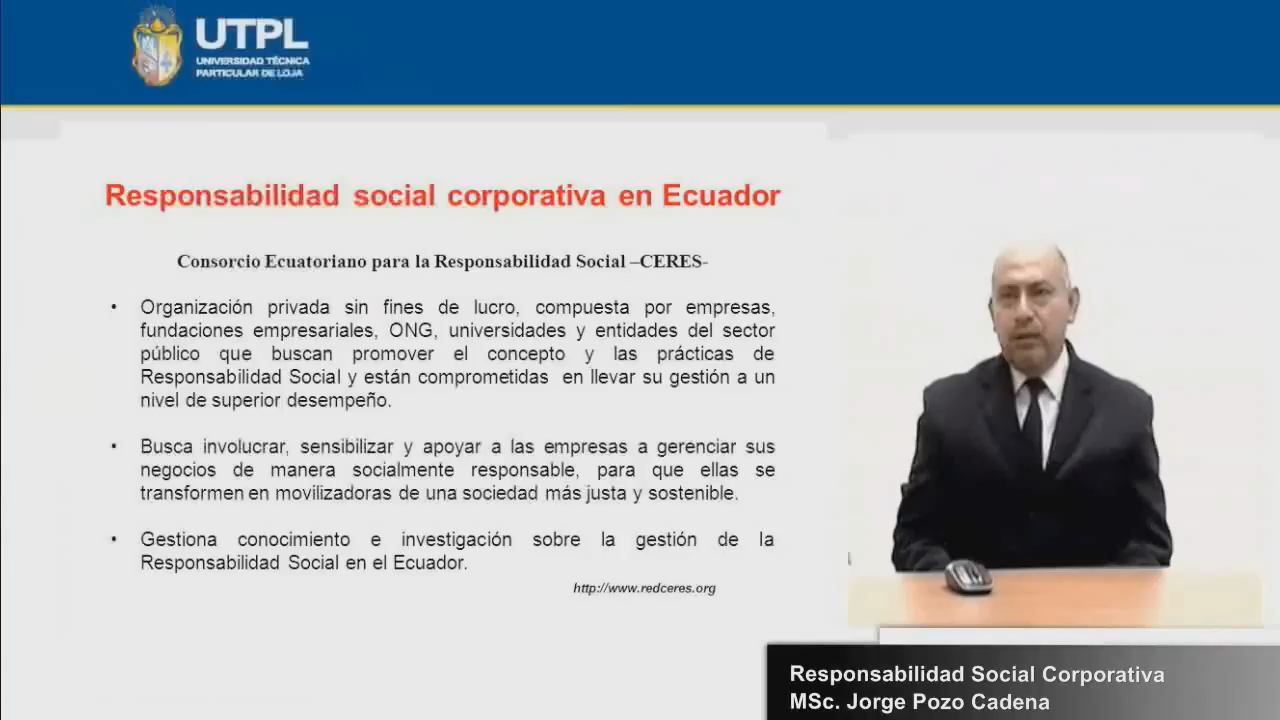 UTPL
UNIVERSIDAD TÉCNICA
PARTICULAR DE LOJA
Responsabilidad social corporativa en Ecuador
Consorcio Ecuatoriano para la Responsabilidad Social –CERES-
• Organización privada sin fines de lucro, compuesta por empresas,
fundaciones empresariales, ONG, universidades y entidades del sector
público que buscan promover el concepto y las prácticas de
Responsabilidad Social y están comprometidas en llevar su gestión a un
nivel de superior desempeño.
• Busca involucrar, sensibilizar y apoyar a las empresas a gerenciar sus
negocios de manera socialmente responsable, para que ellas se
transformen en movilizadoras de una sociedad más justa y sostenible.
• Gestiona conocimiento e investigación sobre la gestión de la
Responsabilidad Social en el Ecuador.
http://www.redceres.org
Responsabilidad Social Corporativa
MSc. Jorge Pozo Cadena